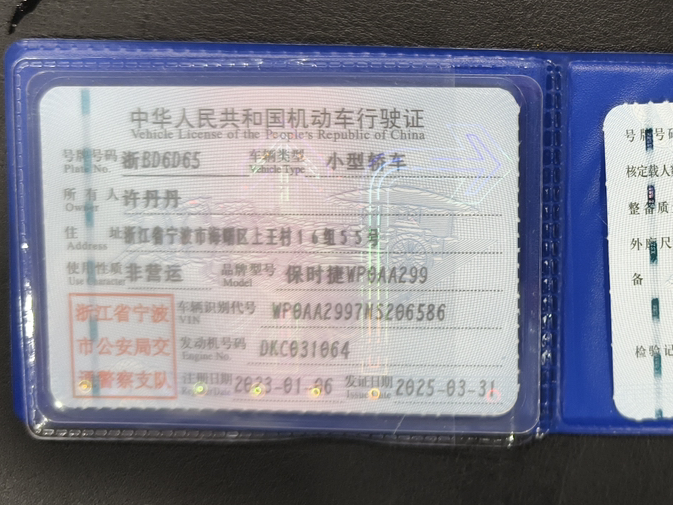 中华人民共和国机动车行驶证
Vehicle License of the People's Republic of China
号牌号码 浙BD6D65 车辆类型 小型轿车
Plate No. Vehicle Type
所有人 许丹丹
Owner
住址 浙江省宁波市海曙区上王村16组55号
Address
使用性质 非营运 品牌型号 保时捷WP0AA299
Use Character Model
浙江省宁波
市公安局交
通警察支队
车辆识别代号 WP0AA2997NS206586
VIN
发动机号码 DKC031064
Engine No.
注册日期 2023-01-06 发证日期 2025-03-31
Register Date Issue Date
号牌号码
核定载人
整备质
外廓尺
备
检验记